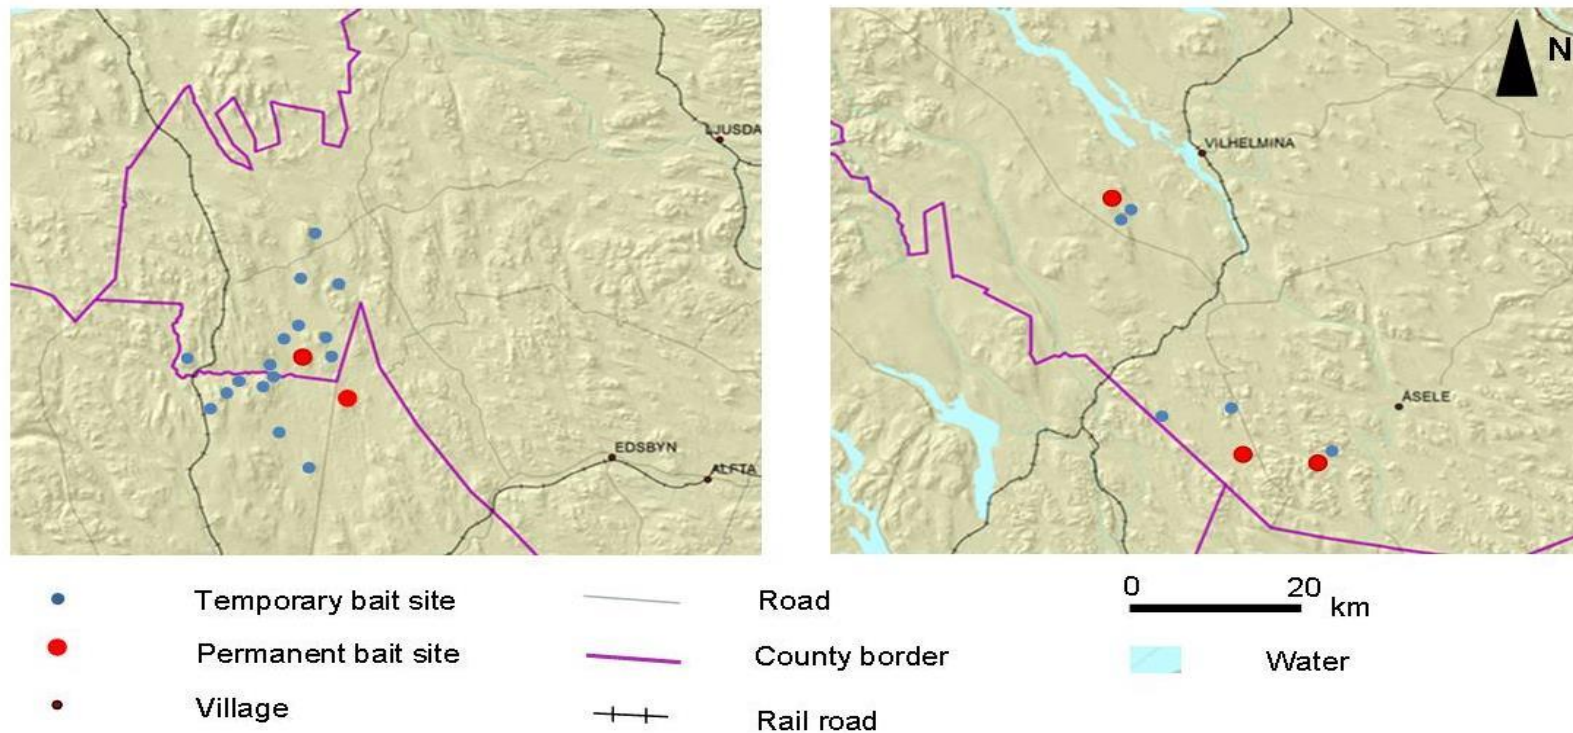 LJUSDA
EDSBYN
ALFTA
N
VILHELMINA
ÅSELE
Temporary bait site
Permanent bait site
Village
Road
County border
Rail road
0 20
km
Water